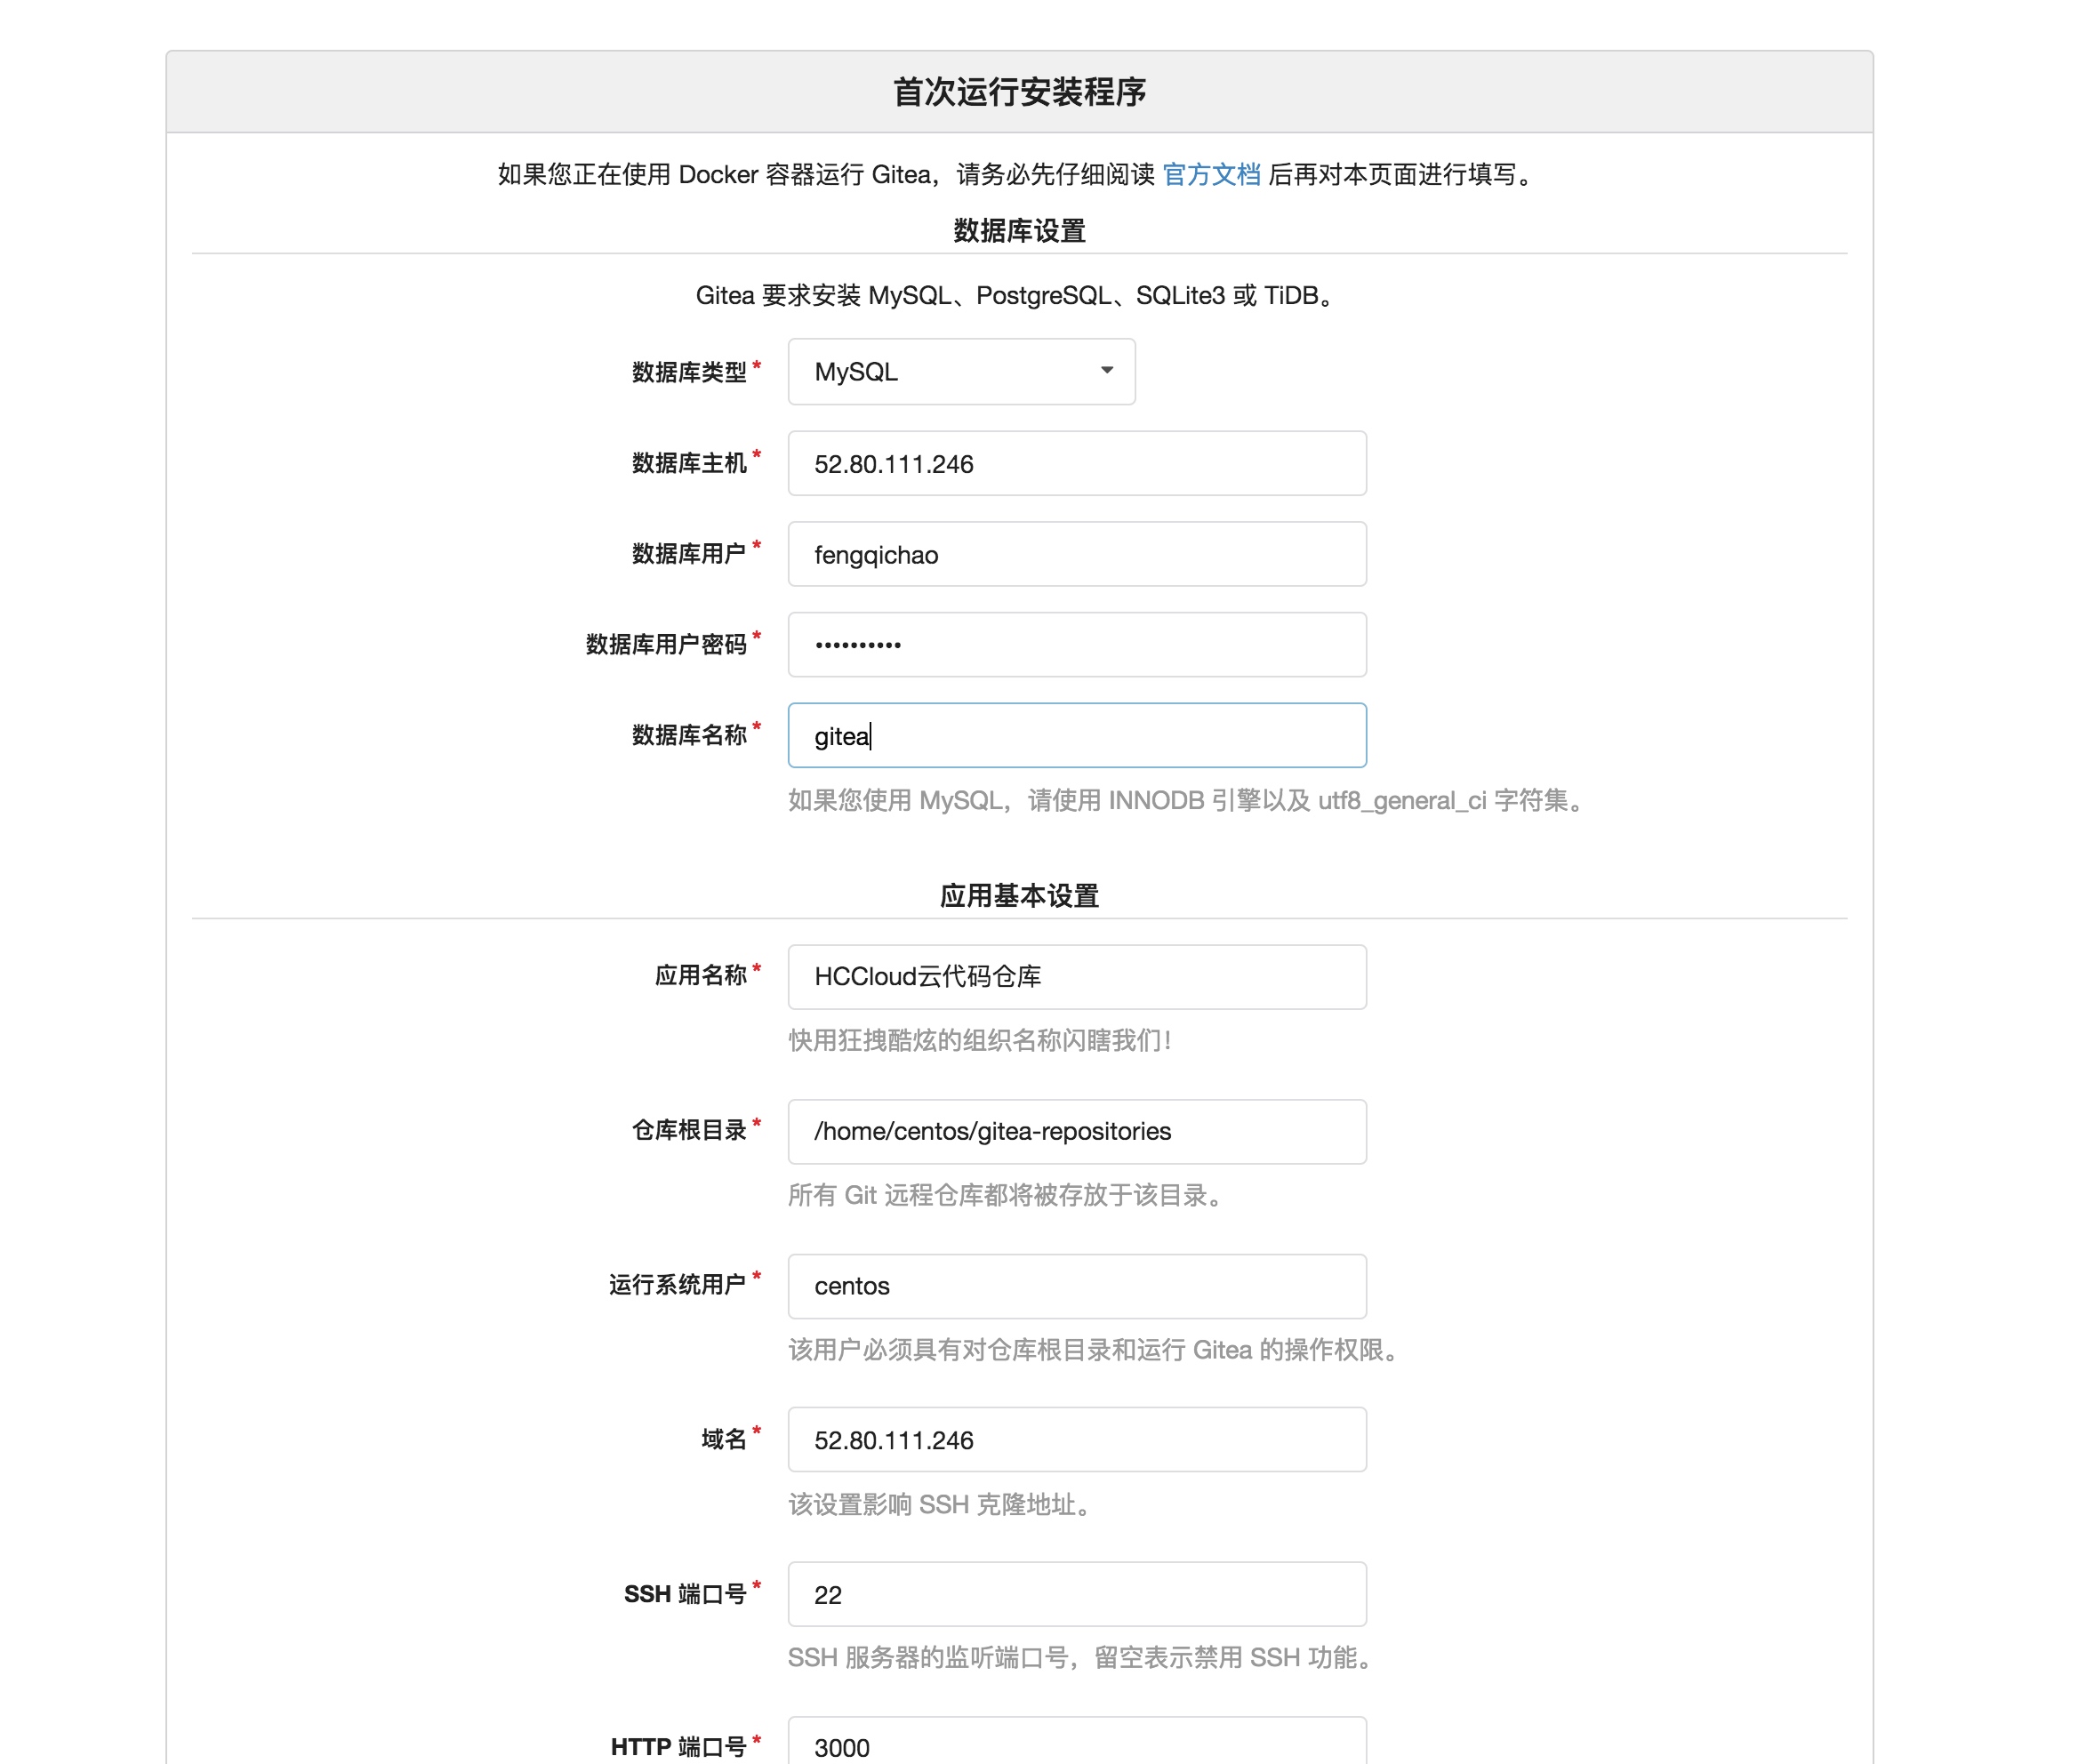 首次运行安装程序
如果您正在使用 Docker 容器运行 Gitea，请务必先仔细阅读 官方文档 后再对本页面进行填写。
数据库设置
Gitea 要求安装 MySQL、PostgreSQL、SQLite3 或 TiDB。
数据库类型* MySQL
数据库主机* 52.80.111.246
数据库用户* fengqichao
数据库用户密码* ••••••••••
数据库名称* gitea
如果您使用 MySQL，请使用 INNODB 引擎以及 utf8_general_ci 字符集。
应用基本设置
应用名称* HCCloud云代码仓库
快用狂拽酷炫的组织名称闪瞎我们！
仓库根目录* /home/centos/gitea-repositories
所有 Git 远程仓库都将被存放于该目录。
运行系统用户* centos
该用户必须具有对仓库根目录和运行 Gitea 的操作权限。
域名* 52.80.111.246
该设置影响 SSH 克隆地址。
SSH 端口号* 22
SSH 服务器的监听端口号，留空表示禁用 SSH 功能。
HTTP 端口号* 3000